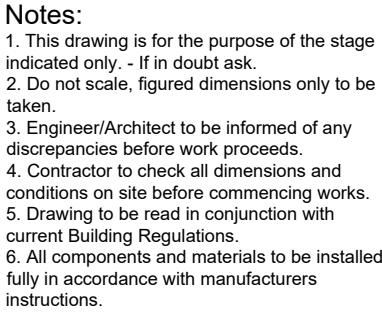 Notes:
1. This drawing is for the purpose of the stage
indicated only. - If in doubt ask.
2. Do not scale, figured dimensions only to be
taken.
3. Engineer/Architect to be informed of any
discrepancies before work proceeds.
4. Contractor to check all dimensions and
conditions on site before commencing works.
5. Drawing to be read in conjunction with
current Building Regulations.
6. All components and materials to be installed
fully in accordance with manufacturers
instructions.